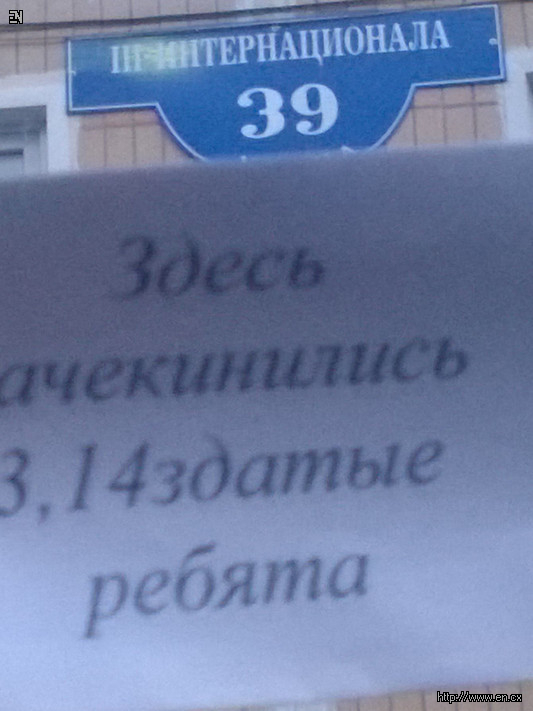 EN
III ИНТЕРНАЦИОНАЛА
39
Здесь
ачекинились
3,14здатые
ребята
http://www.en.cx